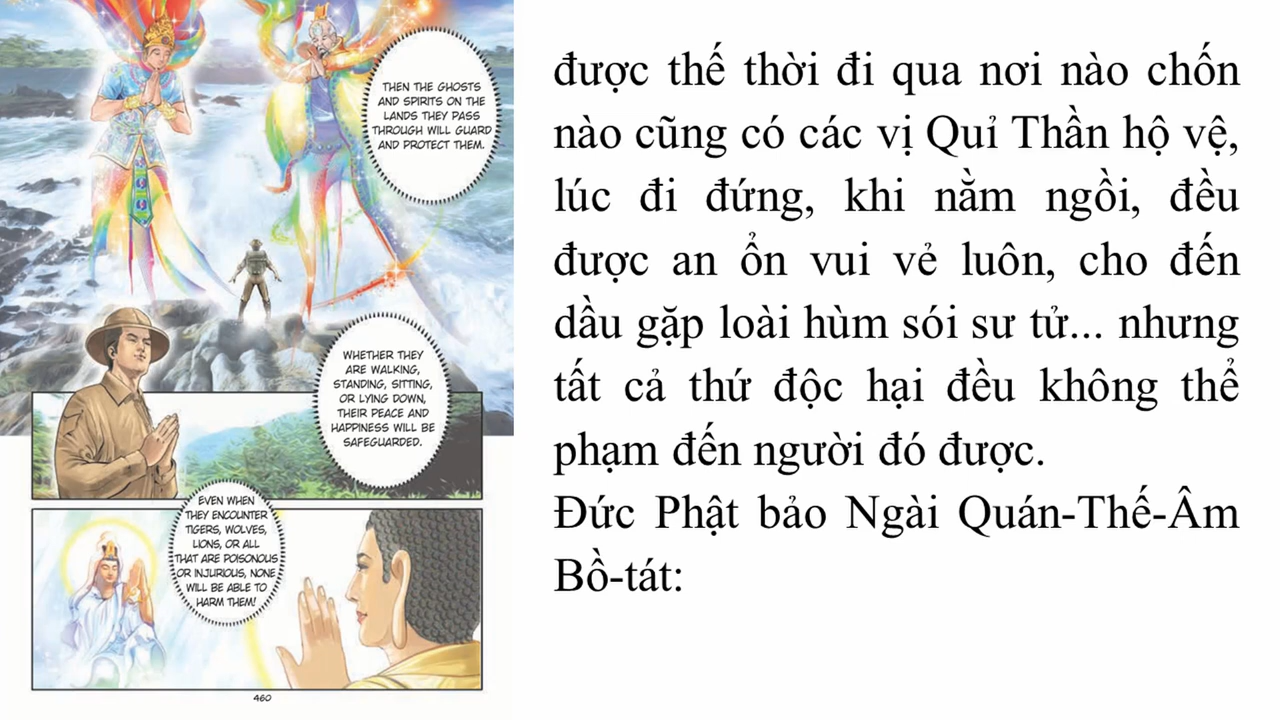 THEN THE GHOSTS
AND SPIRITS ON THE
LANDS THEY PASS
THROUGH WILL GUARD
AND PROTECT THEM.
WHETHER THEY
ARE WALKING,
STANDING, SITTING,
OR LYING DOWN,
THEIR PEACE AND
HAPPINESS WILL BE
SAFEGUARDED.
EVEN WHEN
THEY ENCOUNTER
TIGERS, WOLVES,
LIONS, OR ALL
THAT ARE POISONOUS
OR INJURIOUS, NONE
WILL BE ABLE TO
HARM THEM!
460
được thế thời đi qua nơi nào chốn
nào cũng có các vị Quỉ Thần hộ vệ,
lúc đi đứng, khi nằm ngồi, đều
được an ổn vui vẻ luôn, cho đến
dầu gặp loài hùm sói sư tử... nhưng
tất cả thứ độc hại đều không thể
phạm đến người đó được.
Đức Phật bảo Ngài Quán-Thế-Âm
Bồ-tát: